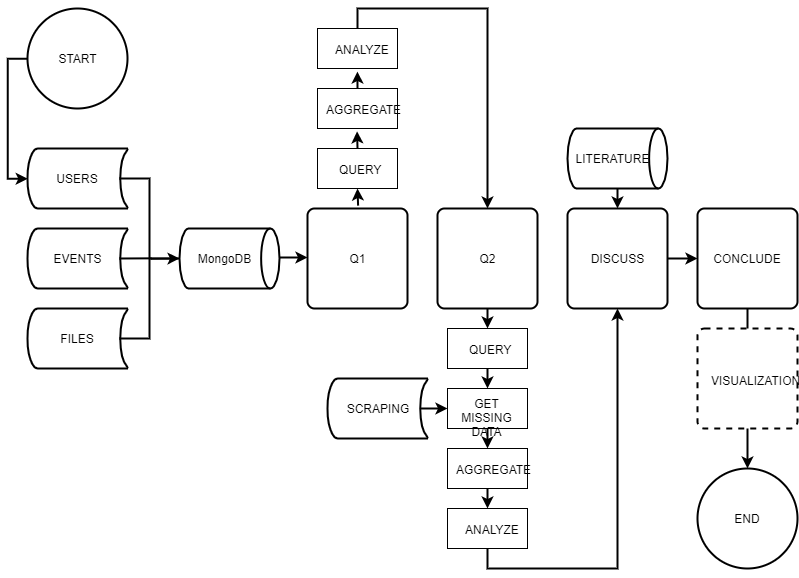 START
USERS
EVENTS
FILES
MongoDB
Q1
QUERY
AGGREGATE
ANALYZE
Q2
QUERY
SCRAPING
GET
MISSING
DATA
AGGREGATE
ANALYZE
LITERATURE
DISCUSS
CONCLUDE
VISUALIZATION
END